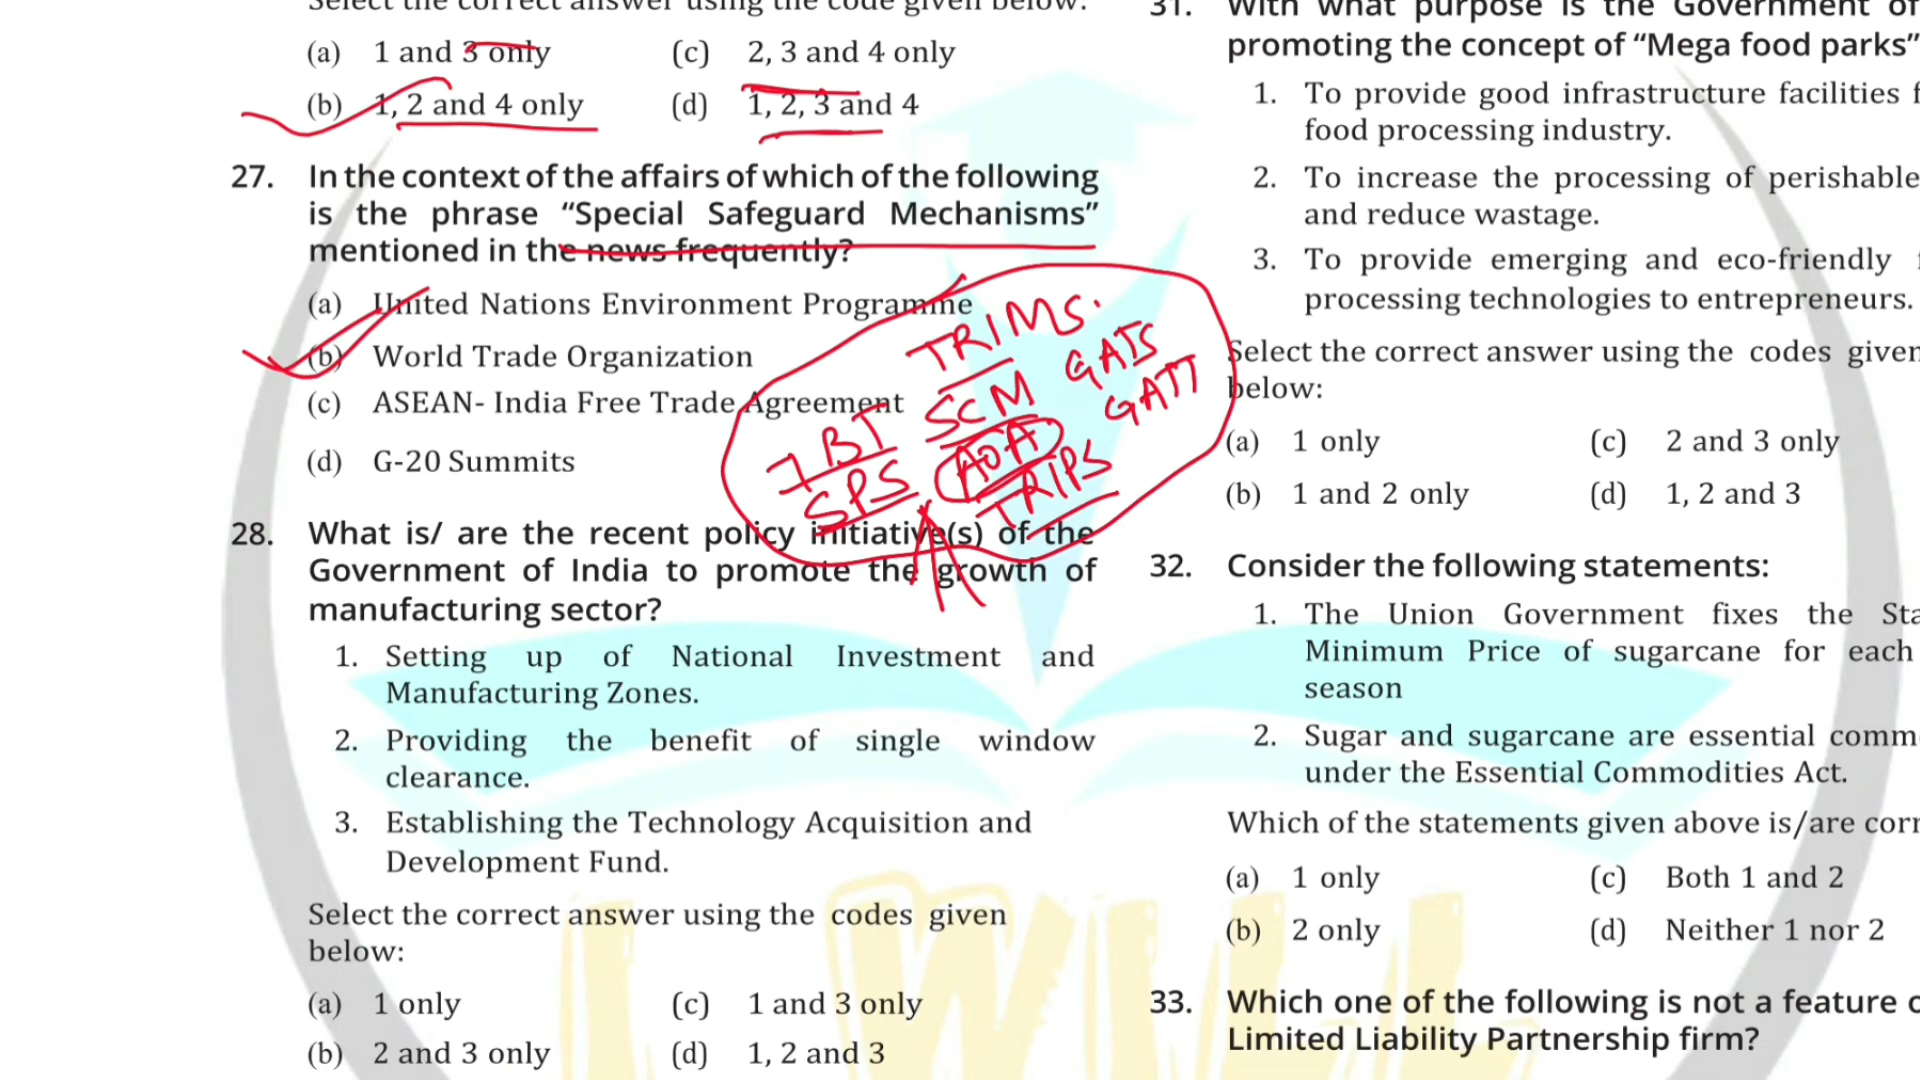 Select the correct answer using the code given below:
(a) 1 and 3 only (c) 2, 3 and 4 only
(b) 1, 2 and 4 only (d) 1, 2, 3 and 4
27. In the context of the affairs of which of the following
is the phrase “Special Safeguard Mechanisms”
mentioned in the news frequently?
(a) United Nations Environment Programme
(b) World Trade Organization
(c) ASEAN- India Free Trade Agreement
(d) G-20 Summits
TRIMS.
SCM GATS
GATT
TBT AOA
SPS TRIPS
28. What is/ are the recent policy initiative(s) of the
Government of India to promote the growth of
manufacturing sector?
1. Setting up of National Investment and
Manufacturing Zones.
2. Providing the benefit of single window
clearance.
3. Establishing the Technology Acquisition and
Development Fund.
Select the correct answer using the codes given
below:
(a) 1 only (c) 1 and 3 only
(b) 2 and 3 only (d) 1, 2 and 3
31. With what purpose is the Government of
promoting the concept of “Mega food parks”
1. To provide good infrastructure facilities f
food processing industry.
2. To increase the processing of perishable
and reduce wastage.
3. To provide emerging and eco-friendly
processing technologies to entrepreneurs.
Select the correct answer using the codes given
below:
(a) 1 only (c) 2 and 3 only
(b) 1 and 2 only (d) 1, 2 and 3
32. Consider the following statements:
1. The Union Government fixes the Sta
Minimum Price of sugarcane for each
season
2. Sugar and sugarcane are essential comm
under the Essential Commodities Act.
Which of the statements given above is/are corr
(a) 1 only (c) Both 1 and 2
(b) 2 only (d) Neither 1 nor 2
33. Which one of the following is not a feature o
Limited Liability Partnership firm?